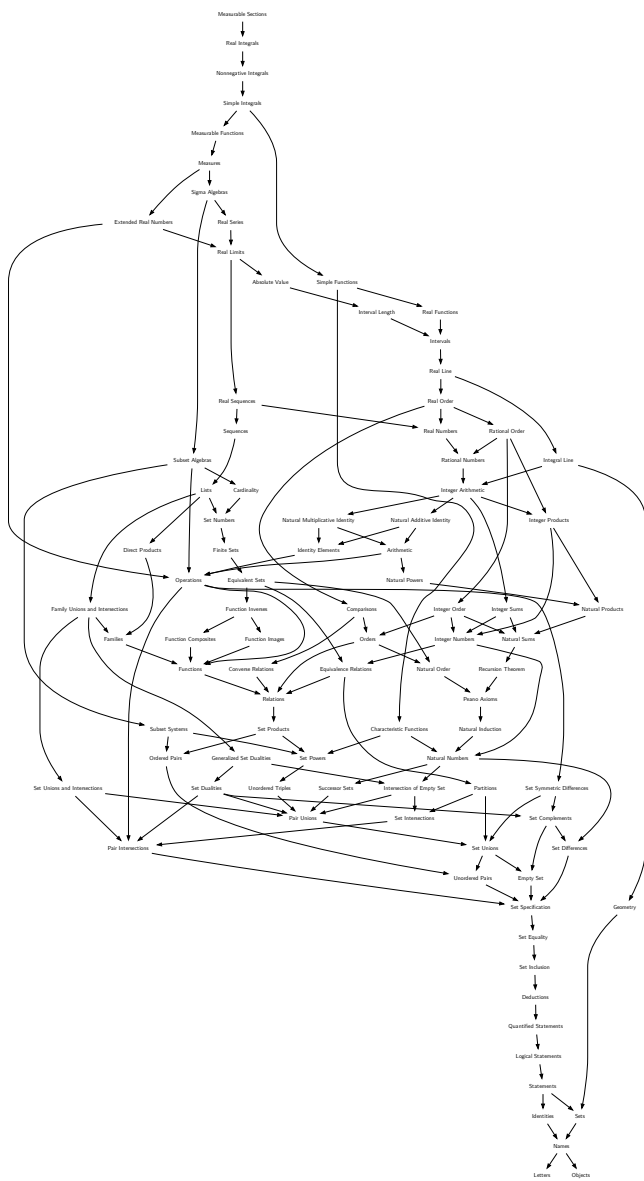 Measurable Sections
Real Integrals
Nonnegative Integrals
Simple Integrals
Measurable Functions
Measures
Sigma Algebras
Extended Real Numbers Real Series
Real Limits
Absolute Value Simple Functions
Interval Length Real Functions
Intervals
Real Line
Real Sequences Real Order
Sequences Real Numbers Rational Order
Subset Algebras Rational Numbers Integral Line
Lists Cardinality Integer Arithmetic
Set Numbers Natural Multiplicative Identity Natural Additive Identity Integer Products
Direct Products Finite Sets Identity Elements Arithmetic
Operations Equivalent Sets Natural Powers
Family Unions and Intersections Function Inverses Comparisons Integer Order Integer Sums Natural Products
Families Function Composites Function Images Orders Integer Numbers Natural Sums
Functions Converse Relations Equivalence Relations Natural Order Recursion Theorem
Relations Peano Axioms
Subset Systems Set Products Characteristic Functions Natural Induction
Ordered Pairs Generalized Set Dualities Set Powers Natural Numbers
Set Unions and Intersections Set Dualities Unordered Triples Successor Sets Intersection of Empty Set Partitions Set Symmetric Differences
Pair Unions Set Intersections Set Complements
Pair Intersections Set Unions Set Differences
Unordered Pairs Empty Set
Set Specification Geometry
Set Equality
Set Inclusion
Deductions
Quantified Statements
Logical Statements
Statements
Identities Sets
Names
Letters Objects